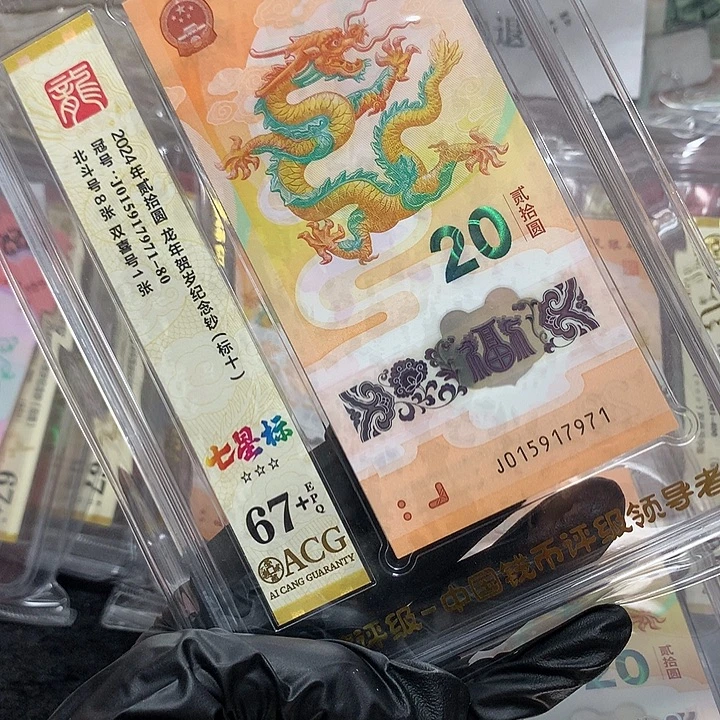 龍
2024年贰拾圆 龙年贺岁纪念钞(标十)
冠号:J015917971-80
北斗号8张 双喜号1张
七星标
☆☆☆
67+EPQ
ACG
AI CANG GUARANTY
20
贰拾圆
福
J015917971
评级-中国钱币评级领导者
退
67
67
20
贰拾圆